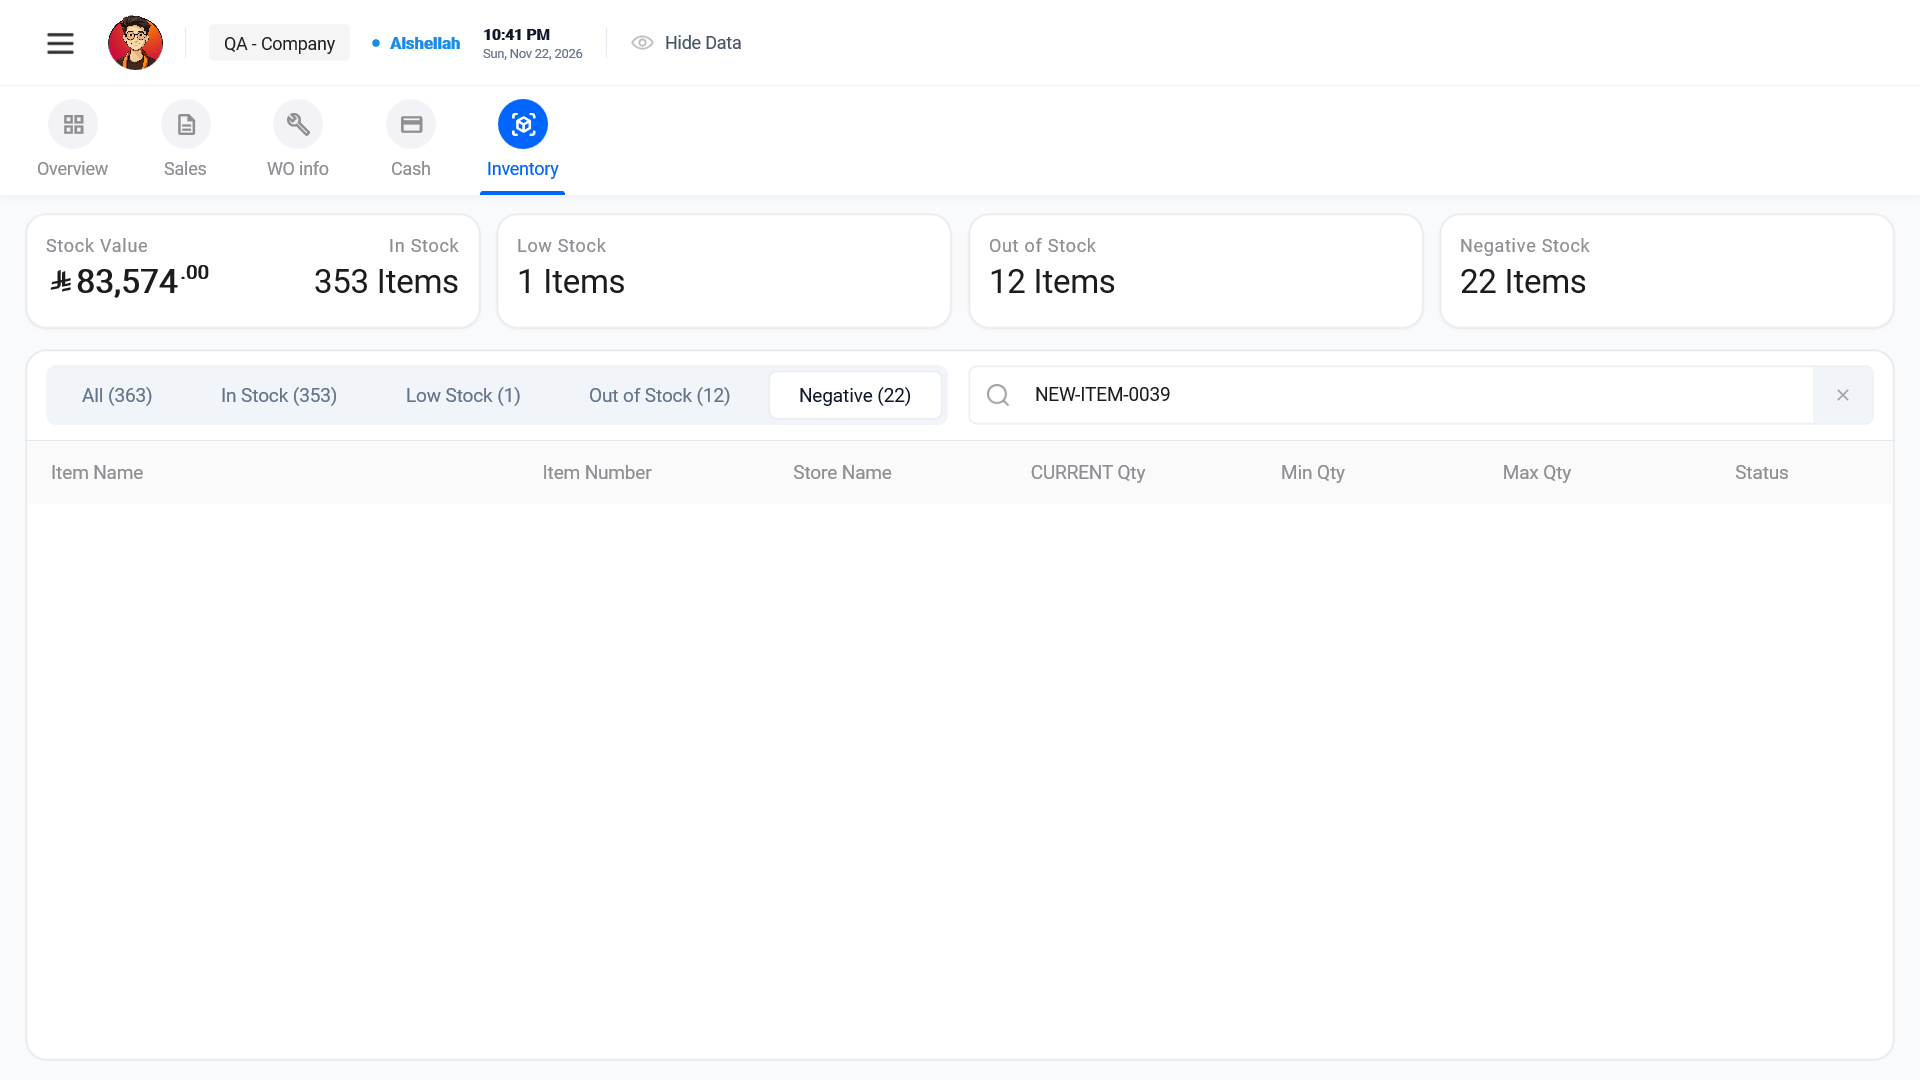 QA - Company
Alshellah
10:41 PM
Sun, Nov 22, 2026
Hide Data
Overview
Sales
WO info
Cash
Inventory
Stock Value
In Stock
83,574.00
353 Items
Low Stock
1 Items
Out of Stock
12 Items
Negative Stock
22 Items
All (363)
In Stock (353)
Low Stock (1)
Out of Stock (12)
Negative (22)
NEW-ITEM-0039
Item Name
Item Number
Store Name
CURRENT Qty
Min Qty
Max Qty
Status